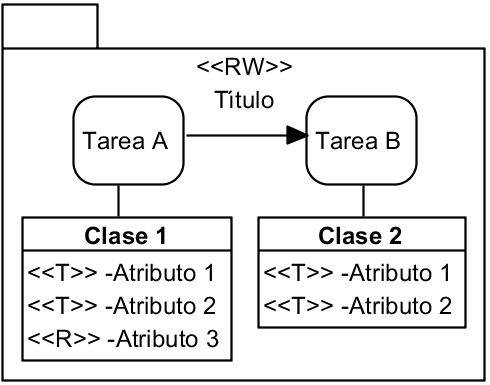 <<RW>>
Título
Tarea A
Tarea B
Clase 1
<<T>> -Atributo 1
<<T>> -Atributo 2
<<R>> -Atributo 3
Clase 2
<<T>> -Atributo 1
<<T>> -Atributo 2